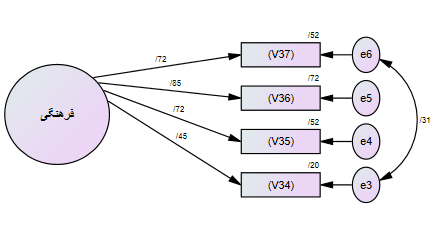 /52
/72 (V37) e6
/72
/85 (V36) e5
فرهنگی
/52
/72 (V35) e4 /31
/20
/45 (V34) e3